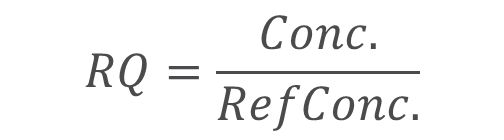 RQ = Conc. / RefConc.